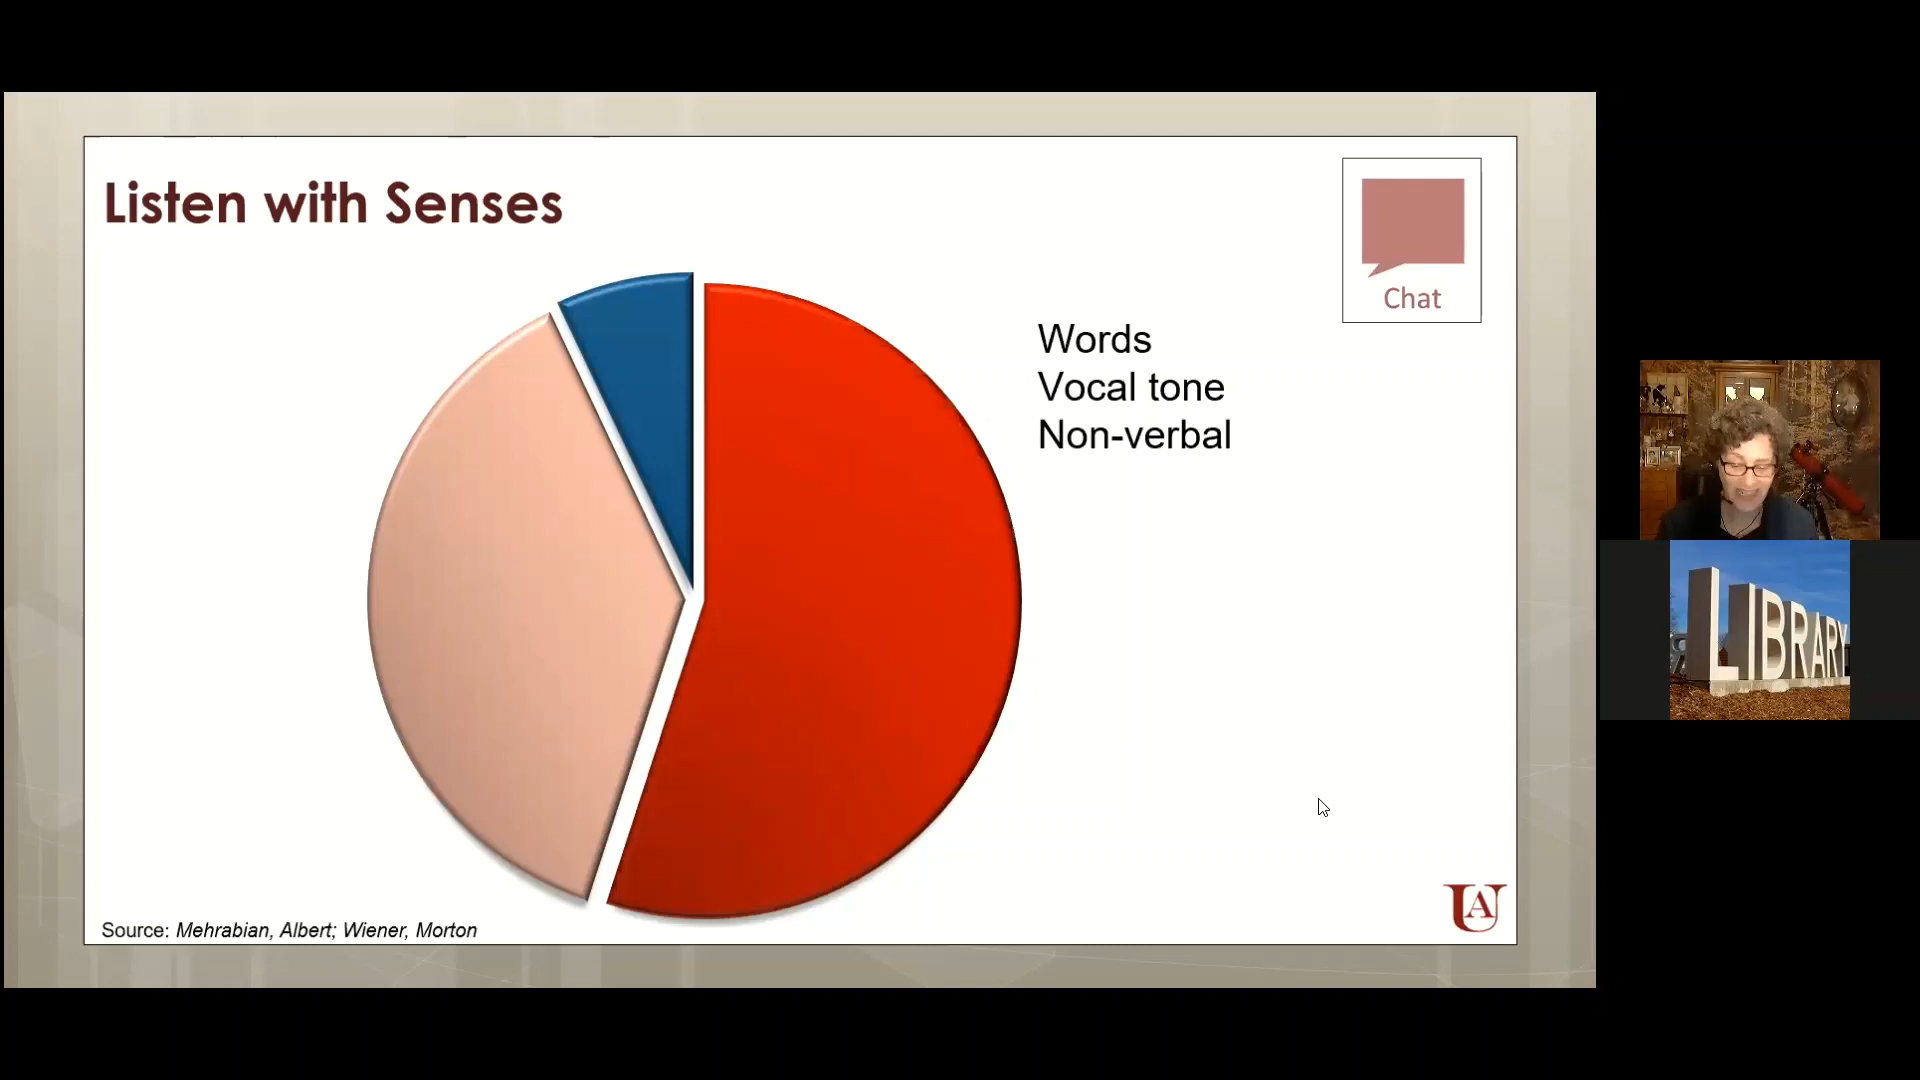 Listen with Senses
Chat
Words
Vocal tone
Non-verbal
Source: Mehrabian, Albert; Wiener, Morton
UA
LIBRARY